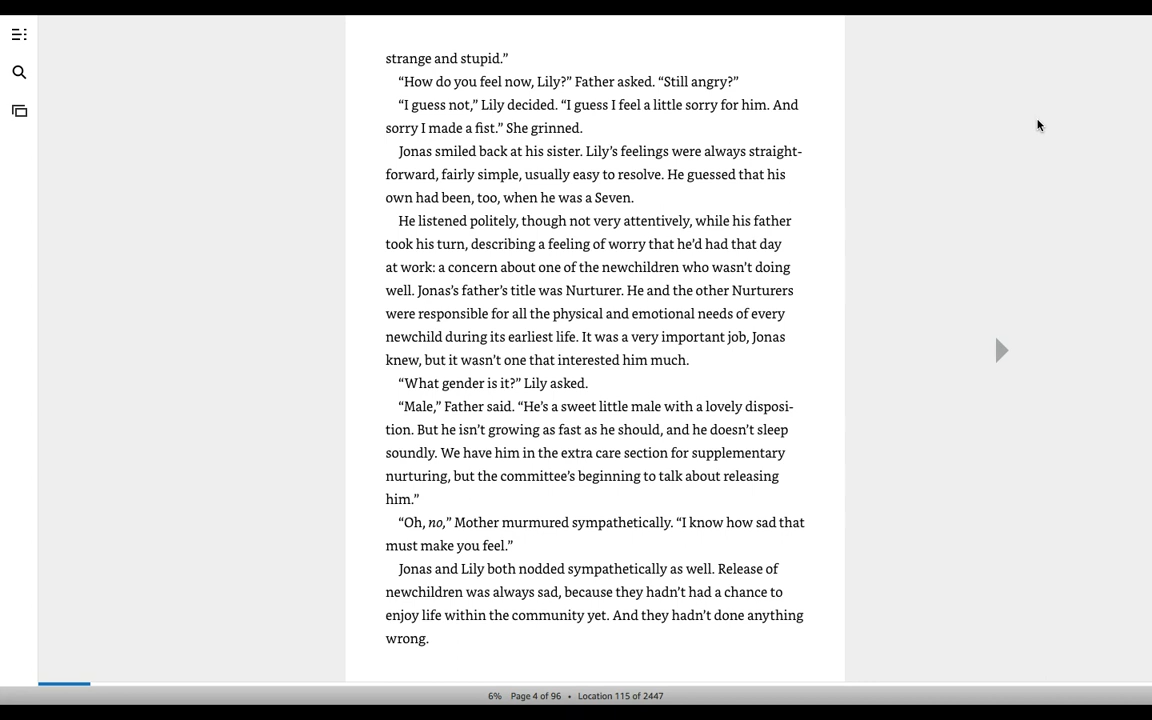 strange and stupid.”
“How do you feel now, Lily?” Father asked. “Still angry?”
“I guess not,” Lily decided. “I guess I feel a little sorry for him. And
sorry I made a fist.” She grinned.
Jonas smiled back at his sister. Lily’s feelings were always straight-
forward, fairly simple, usually easy to resolve. He guessed that his
own had been, too, when he was a Seven.
He listened politely, though not very attentively, while his father
took his turn, describing a feeling of worry that he’d had that day
at work: a concern about one of the newchildren who wasn’t doing
well. Jonas’s father’s title was Nurturer. He and the other Nurturers
were responsible for all the physical and emotional needs of every
newchild during its earliest life. It was a very important job, Jonas
knew, but it wasn’t one that interested him much.
“What gender is it?” Lily asked.
“Male,” Father said. “He’s a sweet little male with a lovely disposi-
tion. But he isn’t growing as fast as he should, and he doesn’t sleep
soundly. We have him in the extra care section for supplementary
nurturing, but the committee’s beginning to talk about releasing
him.”
“Oh, no,” Mother murmured sympathetically. “I know how sad that
must make you feel.”
Jonas and Lily both nodded sympathetically as well. Release of
newchildren was always sad, because they hadn’t had a chance to
enjoy life within the community yet. And they hadn’t done anything
wrong.
6% Page 4 of 96 • Location 115 of 2447